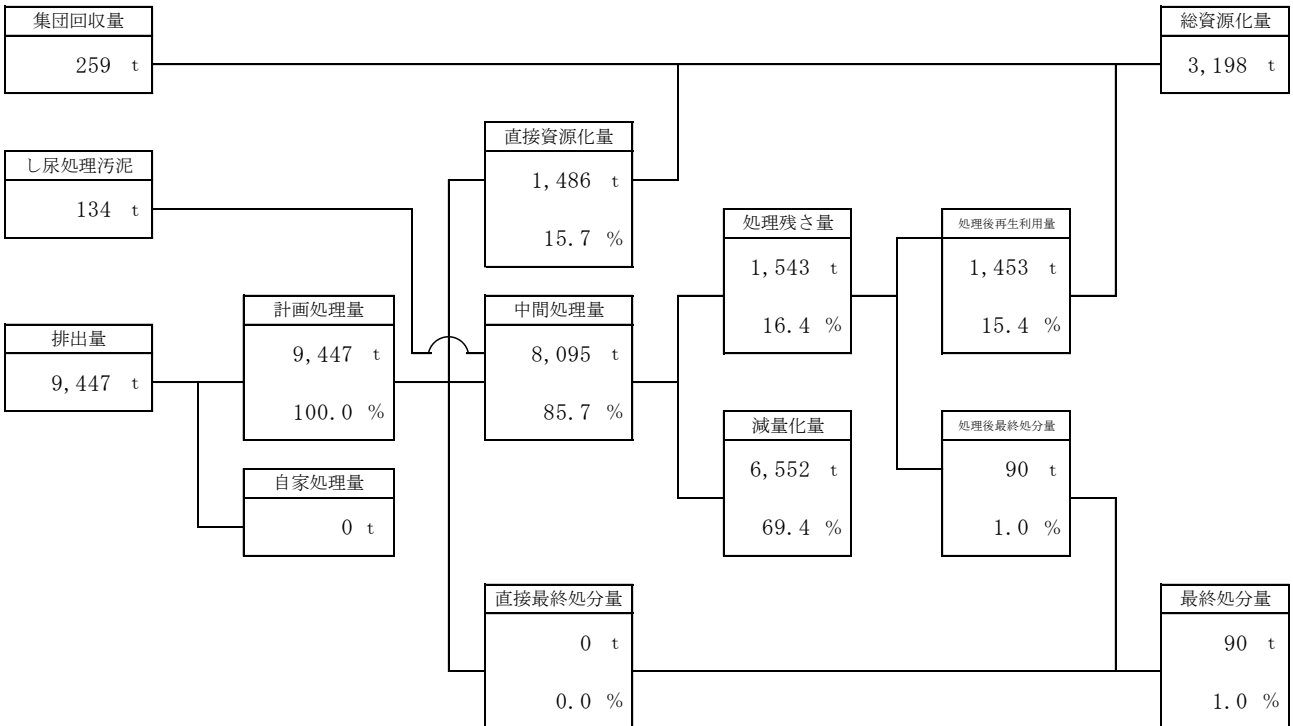 集団回収量
259 t
総資源化量
3,198 t
直接資源化量
1,486 t
15.7 %
し尿処理汚泥
134 t
処理残さ量
1,543 t
16.4 %
処理後再生利用量
1,453 t
15.4 %
計画処理量
9,447 t
100.0 %
中間処理量
8,095 t
85.7 %
排出量
9,447 t
減量化量
6,552 t
69.4 %
処理後最終処分量
90 t
1.0 %
自家処理量
0 t
直接最終処分量
0 t
0.0 %
最終処分量
90 t
1.0 %